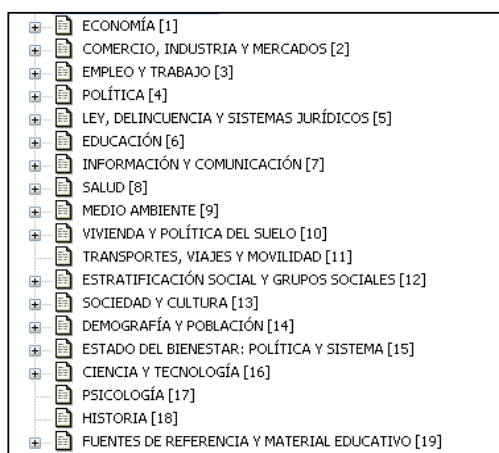 ECONOMÍA [1]
COMERCIO, INDUSTRIA Y MERCADOS [2]
EMPLEO Y TRABAJO [3]
POLÍTICA [4]
LEY, DELINCUENCIA Y SISTEMAS JURÍDICOS [5]
EDUCACIÓN [6]
INFORMACIÓN Y COMUNICACIÓN [7]
SALUD [8]
MEDIO AMBIENTE [9]
VIVIENDA Y POLÍTICA DEL SUELO [10]
TRANSPORTES, VIAJES Y MOVILIDAD [11]
ESTRATIFICACIÓN SOCIAL Y GRUPOS SOCIALES [12]
SOCIEDAD Y CULTURA [13]
DEMOGRAFÍA Y POBLACIÓN [14]
ESTADO DEL BIENESTAR: POLÍTICA Y SISTEMA [15]
CIENCIA Y TECNOLOGÍA [16]
PSICOLOGÍA [17]
HISTORIA [18]
FUENTES DE REFERENCIA Y MATERIAL EDUCATIVO [19]